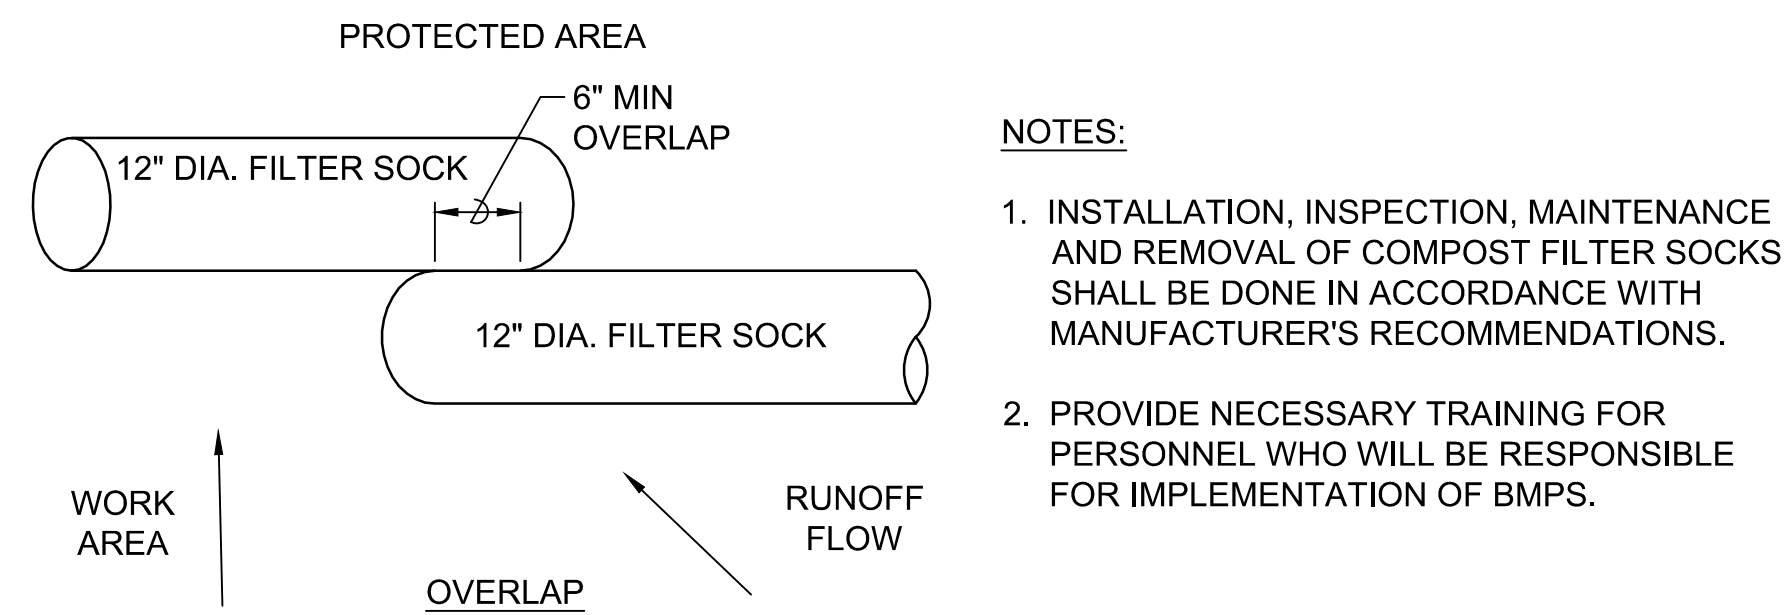 PROTECTED AREA
6" MIN
OVERLAP
12" DIA. FILTER SOCK
12" DIA. FILTER SOCK
WORK
AREA
RUNOFF
FLOW
OVERLAP
NOTES:
1. INSTALLATION, INSPECTION, MAINTENANCE
AND REMOVAL OF COMPOST FILTER SOCKS
SHALL BE DONE IN ACCORDANCE WITH
MANUFACTURER'S RECOMMENDATIONS.
2. PROVIDE NECESSARY TRAINING FOR
PERSONNEL WHO WILL BE RESPONSIBLE
FOR IMPLEMENTATION OF BMPS.